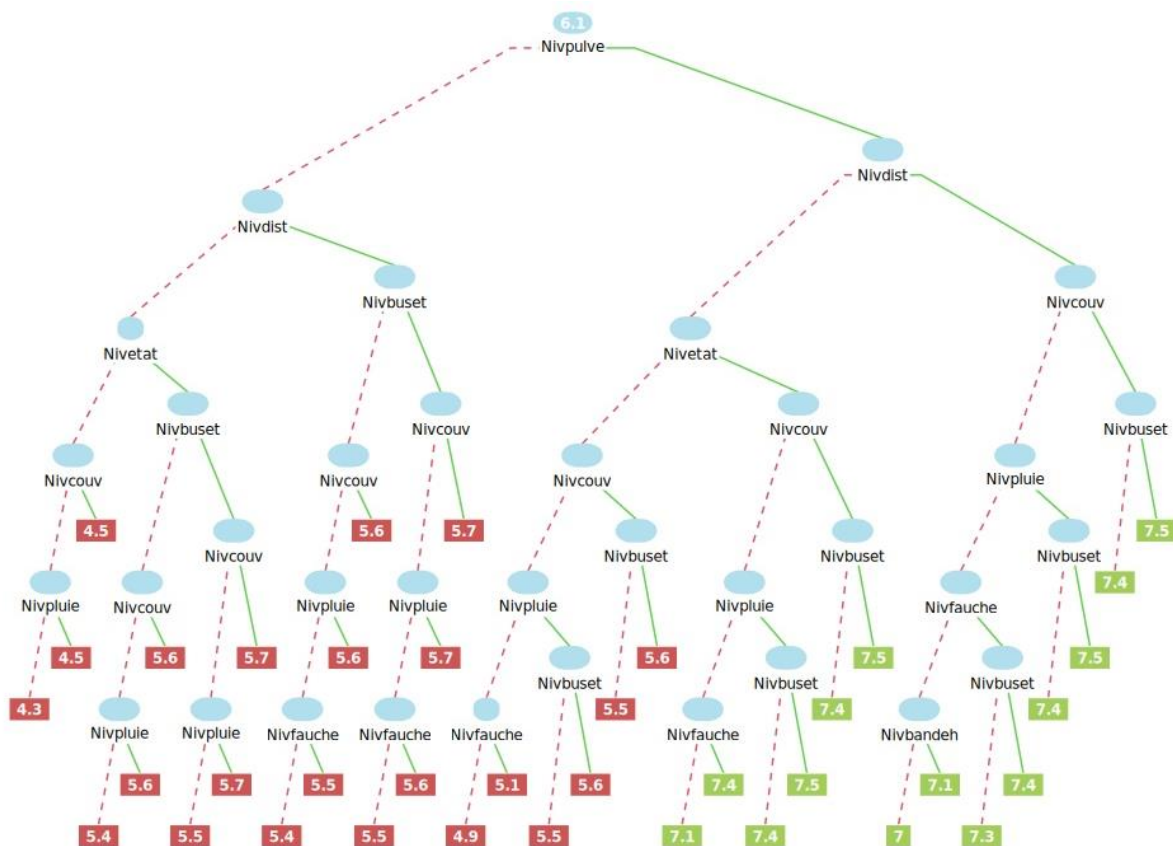 6.1
Nivpulve
Nivdist
Nivdist
Nivbuset
Nivcouv
Nivetat
Nivetat
Nivbuset
Nivcouv
Nivcouv
Nivbuset
Nivcouv
Nivcouv
Nivcouv
Nivpluie
4.5
5.6
5.7
7.5
Nivcouv
Nivbuset
Nivbuset
Nivbuset
7.4
Nivpluie
Nivcouv
Nivpluie
Nivpluie
Nivpluie
Nivpluie
Nivfauche
4.5
5.6
5.7
5.6
5.7
5.6
7.5
7.5
Nivbuset
Nivbuset
Nivbuset
4.3
5.5
7.4
7.4
Nivpluie
Nivpluie
Nivfauche
Nivfauche
Nivfauche
Nivfauche
Nivbandeh
5.6
5.7
5.5
5.6
5.1
5.6
7.4
7.5
7.1
7.4
5.4
5.5
5.4
5.5
4.9
5.5
7.1
7.4
7
7.3